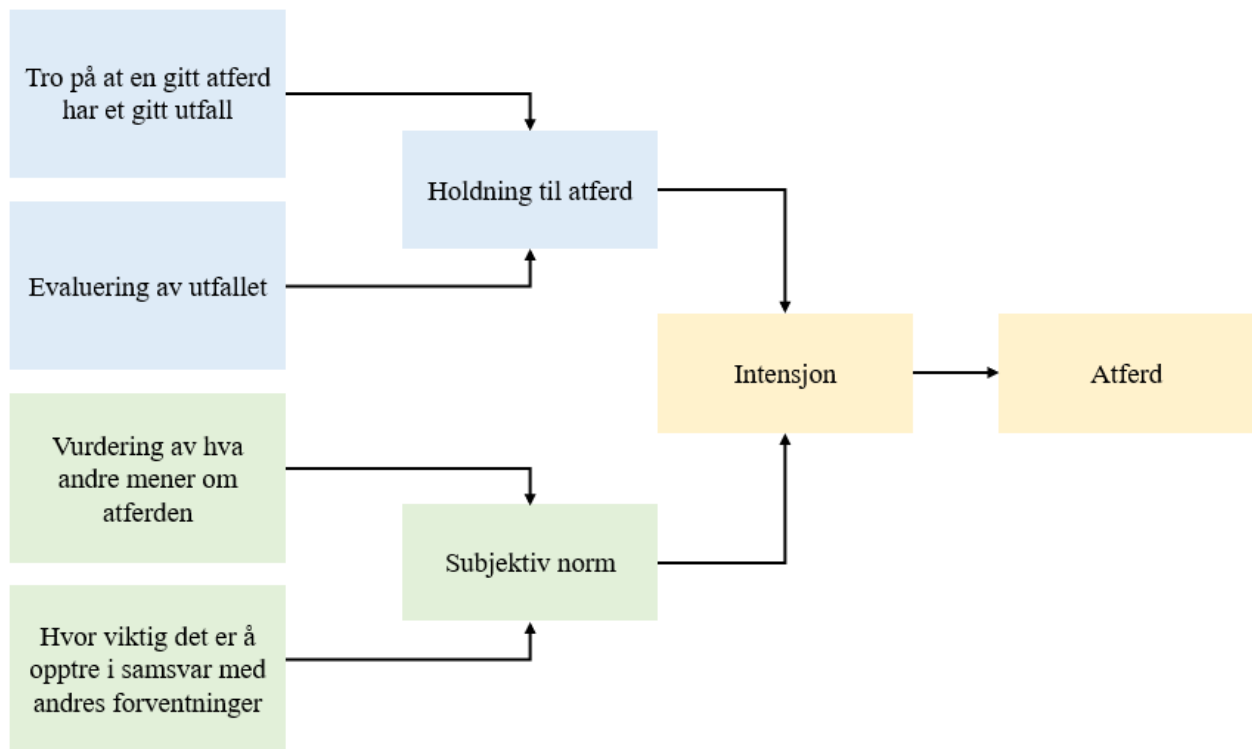 Tro på at en gitt atferd
har et gitt utfall
Holdning til atferd
Evaluering av utfallet
Intensjon
Atferd
Vurdering av hva
andre mener om
atferden
Subjektiv norm
Hvor viktig det er å
opptre i samsvar med
andres forventninger